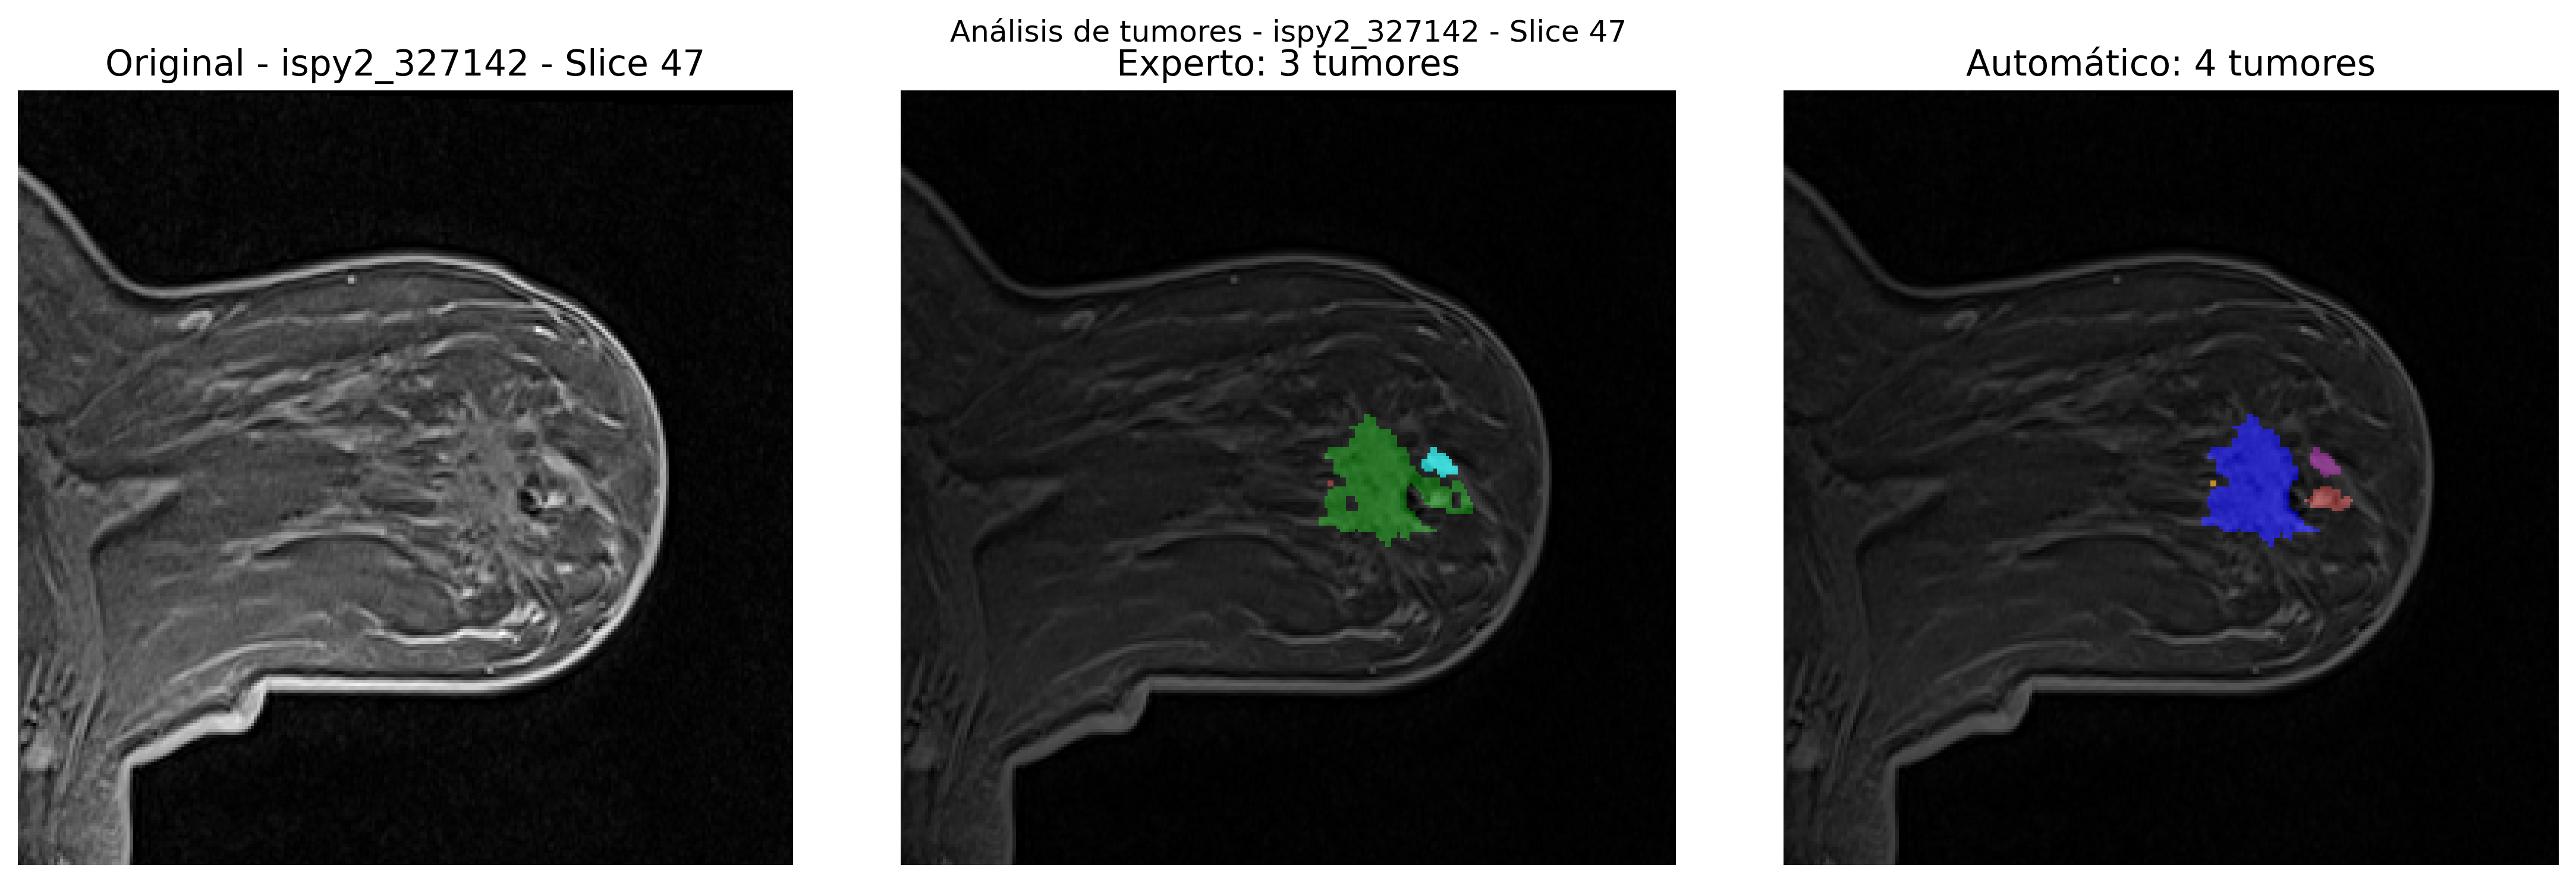 Análisis de tumores - ispy2_327142 - Slice 47
Original - ispy2_327142 - Slice 47
Experto: 3 tumores
Automático: 4 tumores